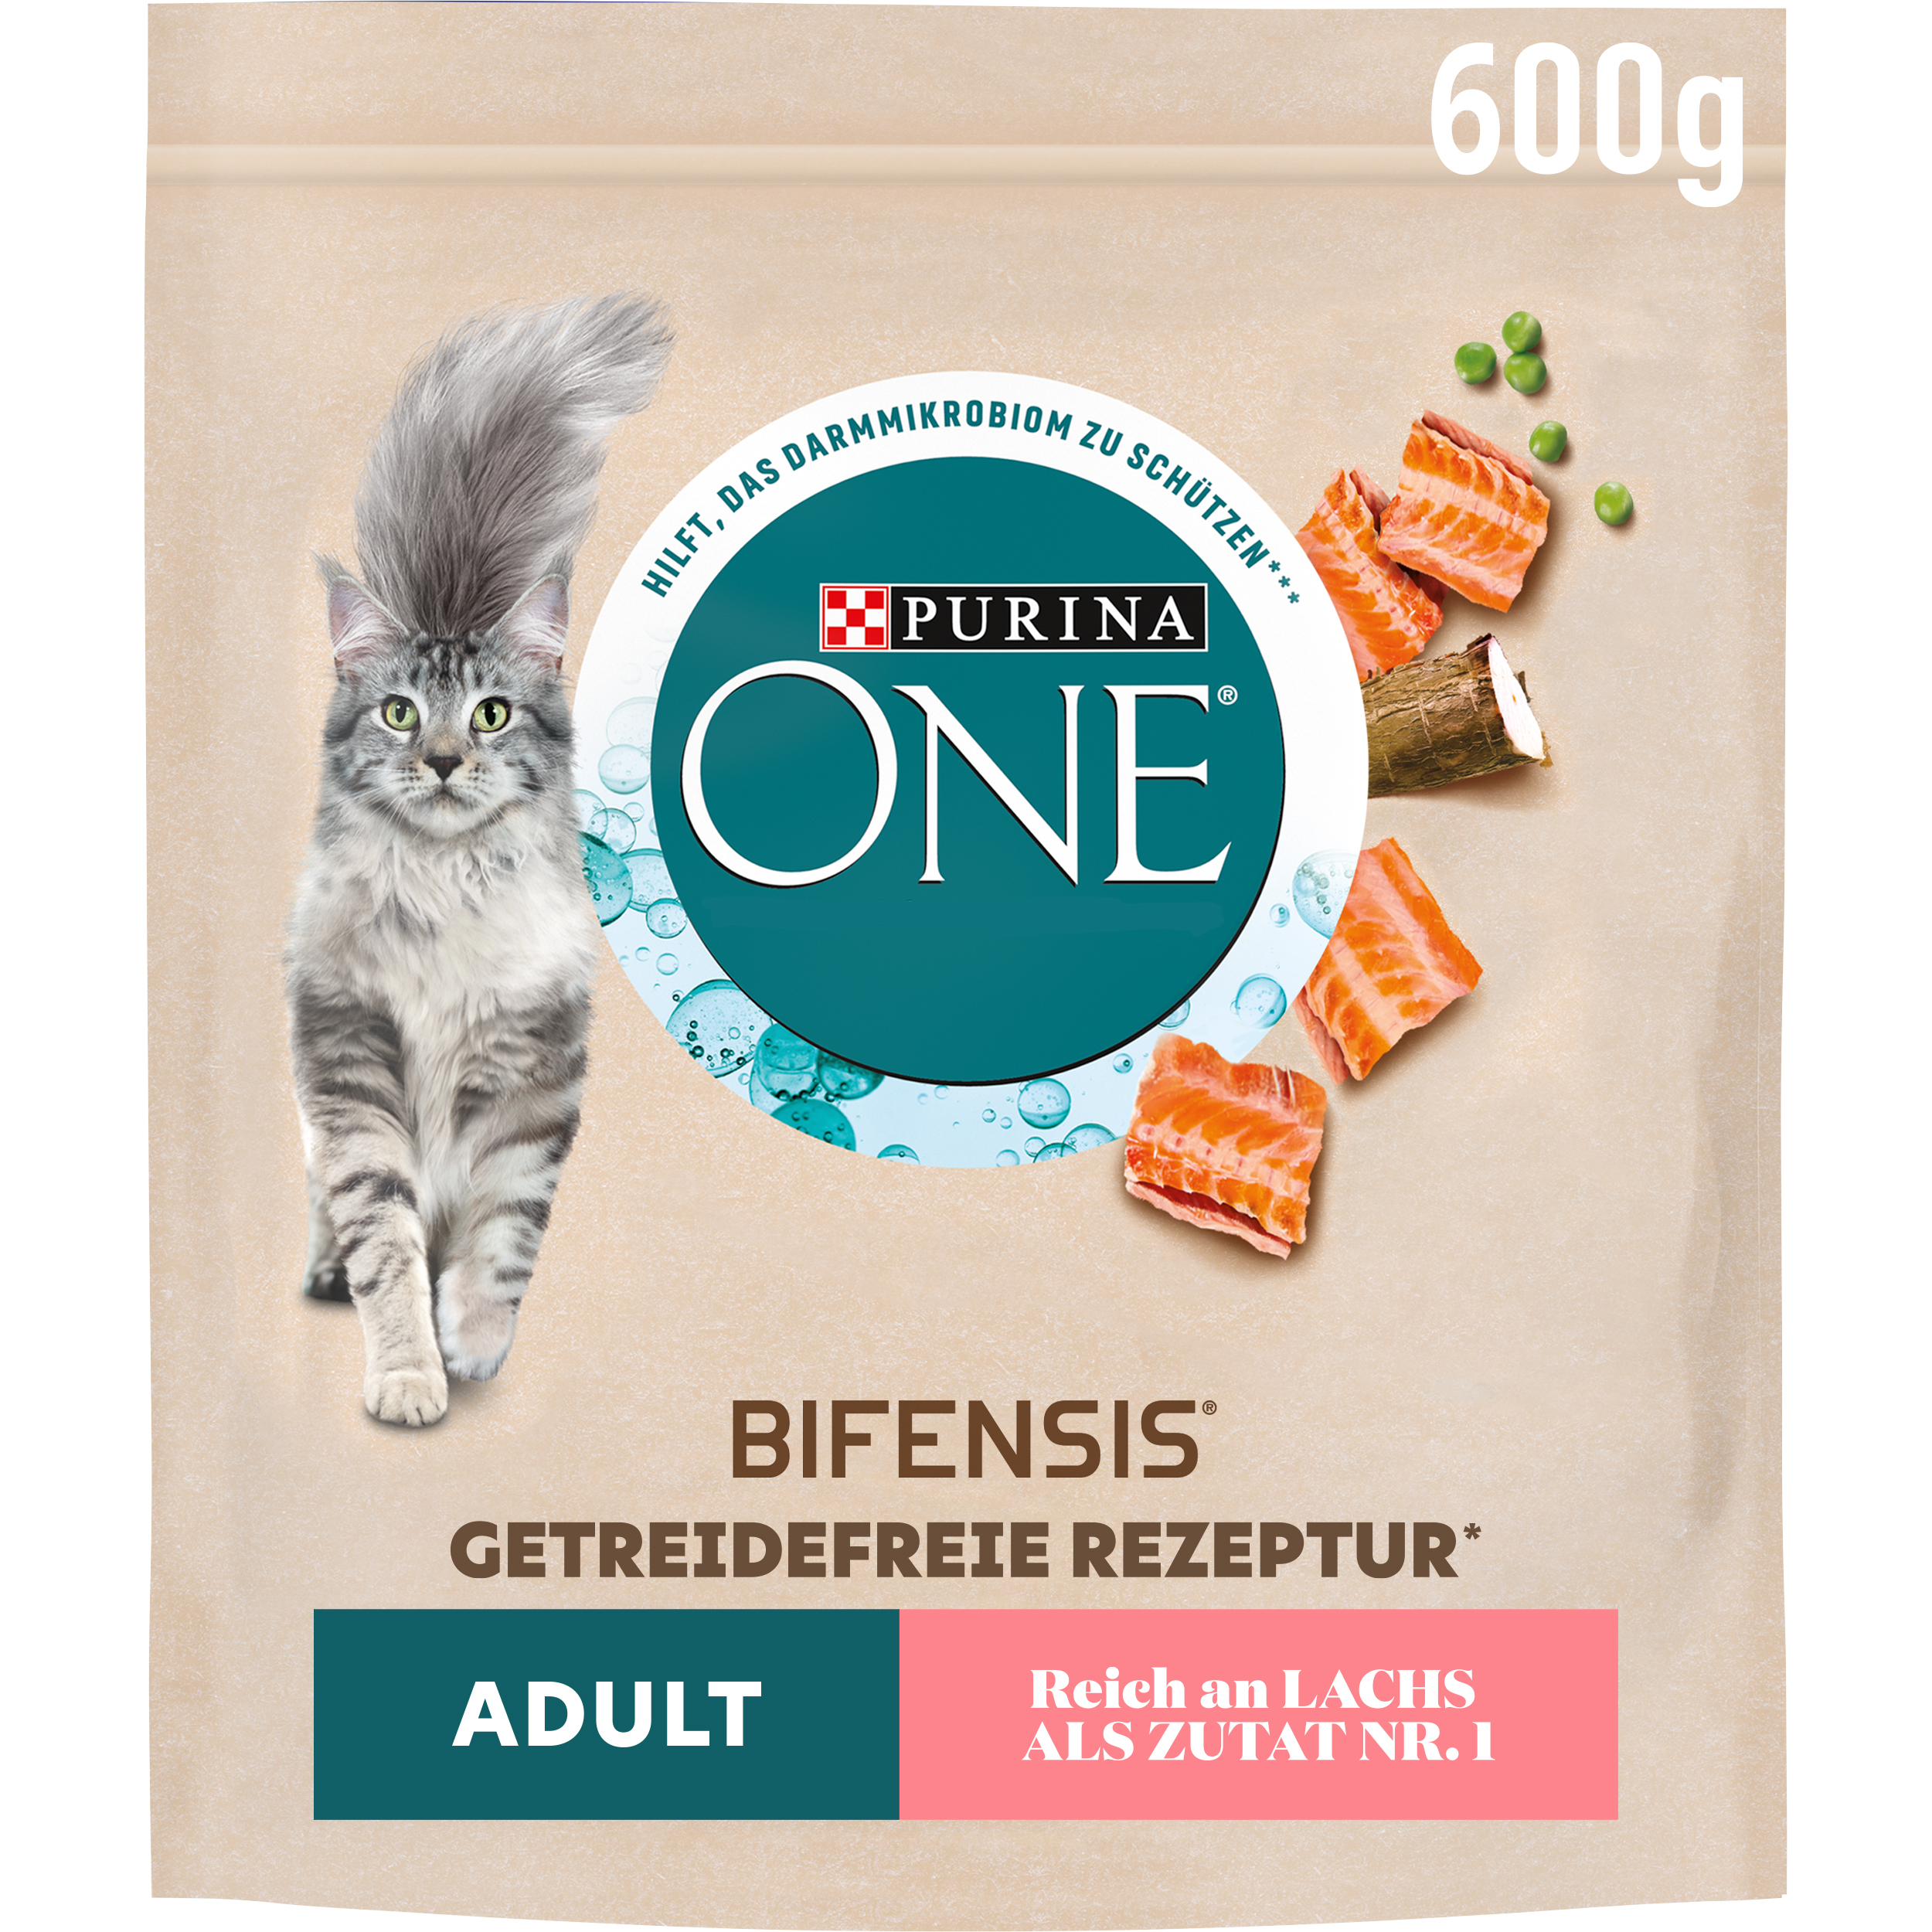 600g
HILFT, DAS DARMMIKROBIOM ZU SCHÜTZEN***
PURINA
ONE®
BIFENSIS®
GETREIDEFREIE REZEPTUR*
ADULT
Reich an LACHS
ALS ZUTAT NR. 1